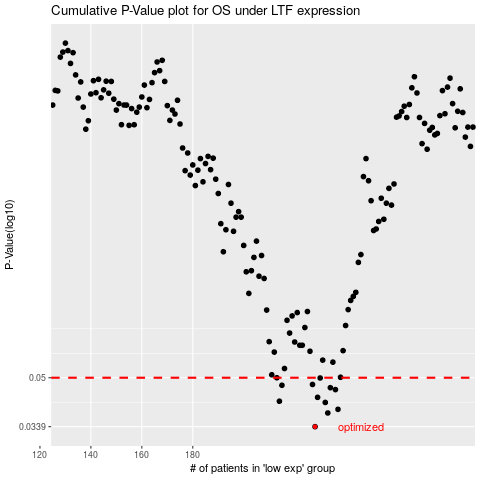 Cumulative P-Value plot for OS under LTF expression
P-Value(log10)
0.05
0.0339
optimized
120 140 160 180
# of patients in 'low exp' group